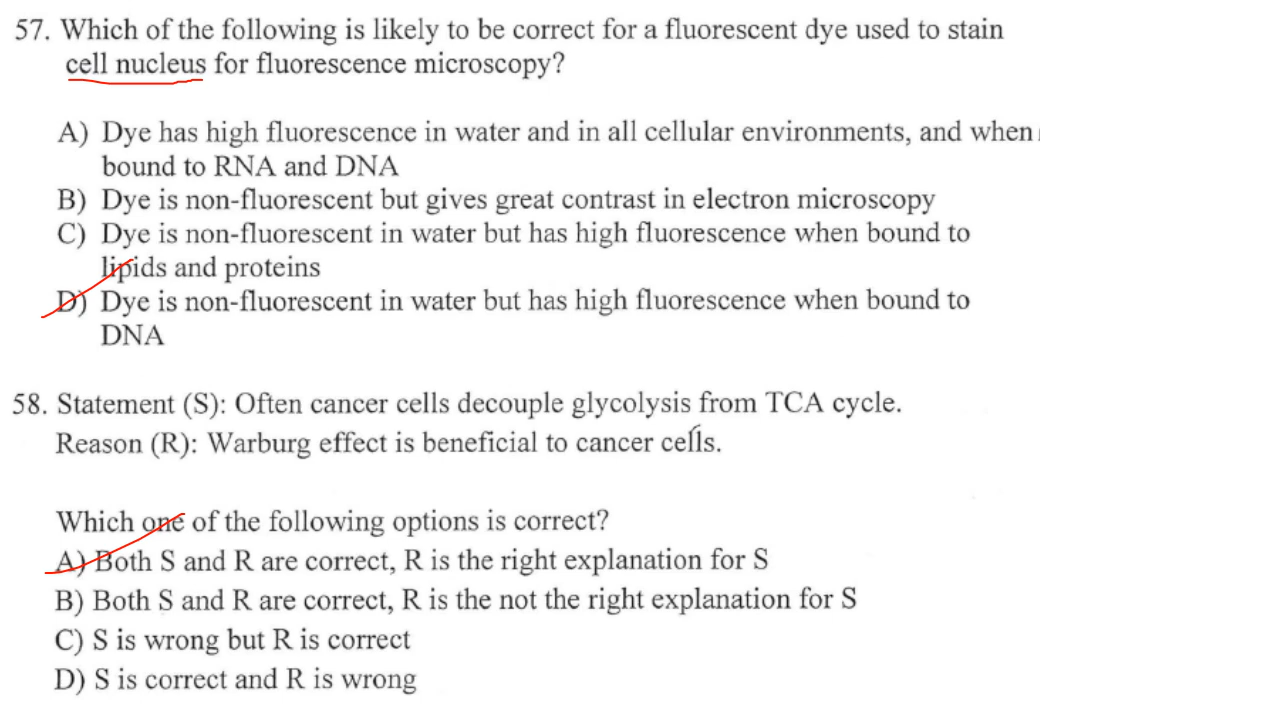 57. Which of the following is likely to be correct for a fluorescent dye used to stain
cell nucleus for fluorescence microscopy?
A) Dye has high fluorescence in water and in all cellular environments, and when
bound to RNA and DNA
B) Dye is non-fluorescent but gives great contrast in electron microscopy
C) Dye is non-fluorescent in water but has high fluorescence when bound to
lipids and proteins
D) Dye is non-fluorescent in water but has high fluorescence when bound to
DNA
58. Statement (S): Often cancer cells decouple glycolysis from TCA cycle.
Reason (R): Warburg effect is beneficial to cancer cells.
Which one of the following options is correct?
A) Both S and R are correct, R is the right explanation for S
B) Both S and R are correct, R is the not the right explanation for S
C) S is wrong but R is correct
D) S is correct and R is wrong